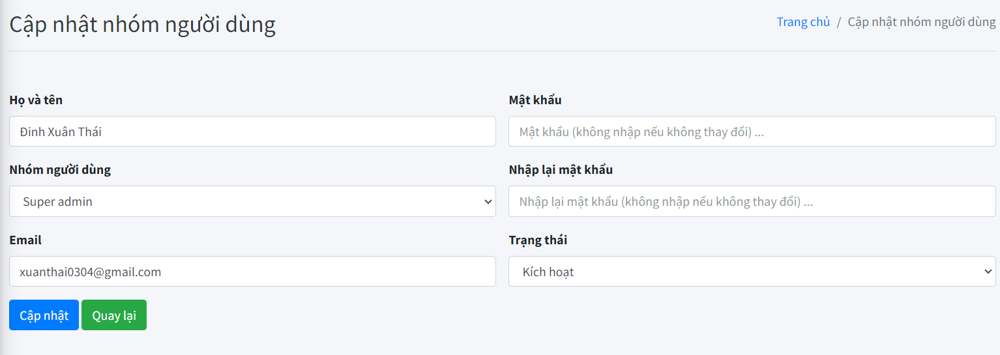 Cập nhật nhóm người dùng
Trang chủ / Cập nhật nhóm người dùng
Họ và tên
Đinh Xuân Thái
Nhóm người dùng
Super admin
Email
xuanthai0304@gmail.com
Mật khẩu
Mật khẩu (không nhập nếu không thay đổi) ...
Nhập lại mật khẩu
Nhập lại mật khẩu (không nhập nếu không thay đổi) ...
Trạng thái
Kích hoạt
Cập nhật Quay lại